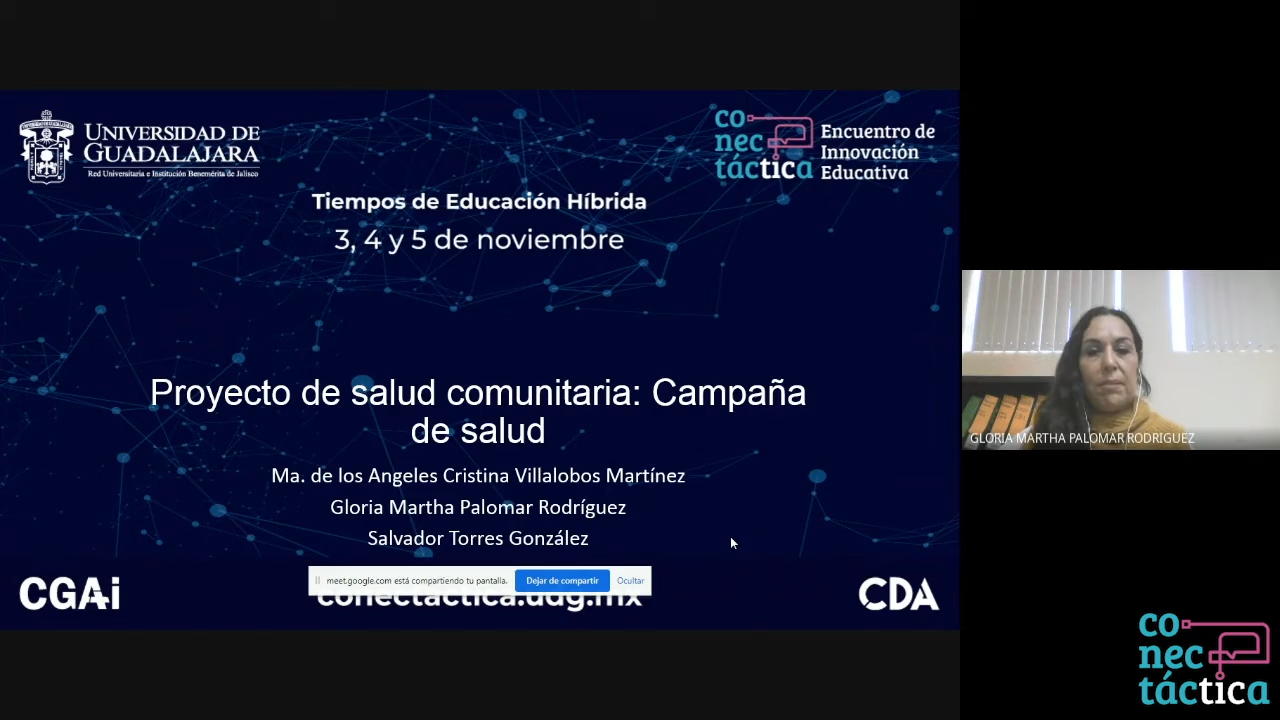 UNIVERSIDAD DE
GUADALAJARA
Red Universitaria e Institución Benemérita de Jalisco
co
nec
táctica
Encuentro de
Innovación
Educativa
Tiempos de Educación Híbrida
3, 4 y 5 de noviembre
Proyecto de salud comunitaria: Campaña
de salud
Ma. de los Angeles Cristina Villalobos Martínez
Gloria Martha Palomar Rodríguez
Salvador Torres González
GLORIA MARTHA PALOMAR RODRIGUEZ
meet.google.com está compartiendo tu pantalla.
Dejar de compartir
Ocultar
CGAi
conectactica.udg.mx
CDA
co
nec
táctica